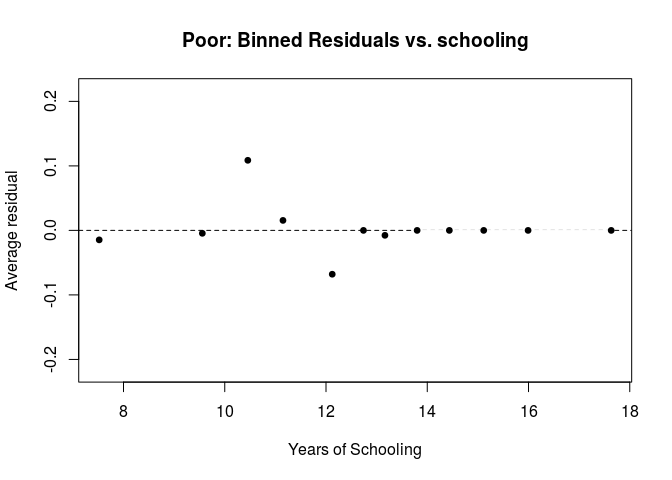 Poor: Binned Residuals vs. schooling
0.2
0.1
0.0
-0.1
-0.2
Average residual
8 10 12 14 16 18
Years of Schooling